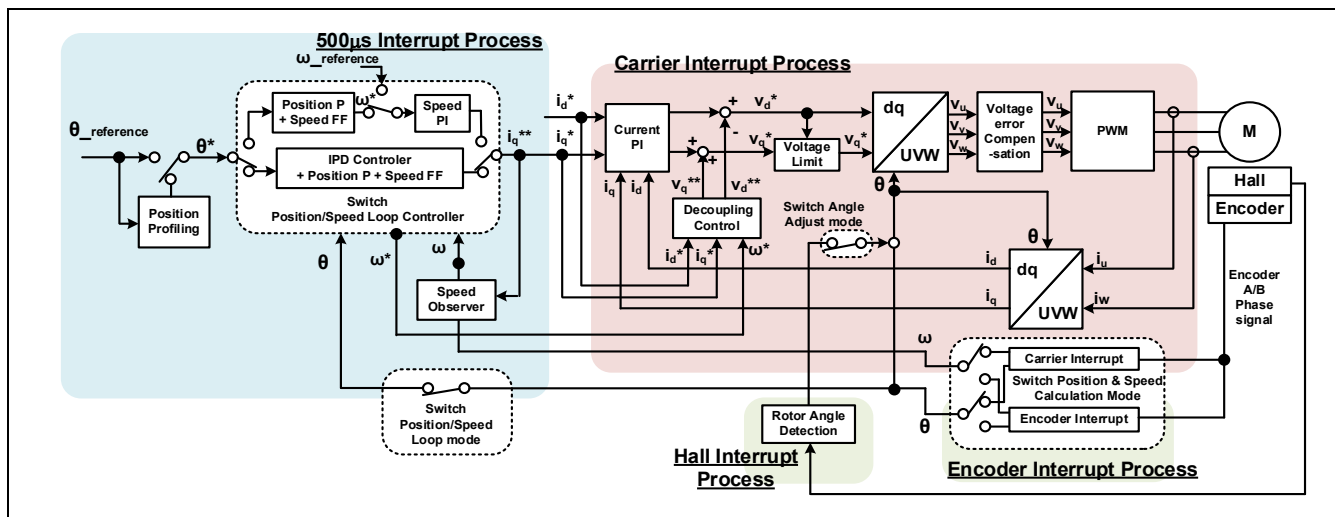 500µs Interrupt Process
ω_reference
Position P
+ Speed FF
ω*
Speed
PI
θ_reference
θ*
IPD Controler
+ Position P + Speed FF
Position
Profiling
Switch
Position/Speed Loop Controller
iq**
θ
ω*
ω
Speed
Observer
Switch
Position/Speed
Loop mode
Carrier Interrupt Process
id*
iq*
Current
PI
iq
id
+
-
vd*
+
+
vq*
Voltage
Limit
vq*
vq**
vd**
Decoupling
Control
id*
iq*
ω*
dq
UVW
θ
vu
vv
vw
Voltage
error
Compen
-sation
vu
vv
vw
PWM
M
Hall
Encoder
Switch Angle
Adjust mode
θ
id
iq
dq
UVW
iu
iw
Encoder
A/B
Phase
signal
ω
θ
Carrier Interrupt
Switch Position & Speed
Calculation Mode
Encoder Interrupt
Rotor Angle
Detection
Hall Interrupt
Process
Encoder Interrupt Process